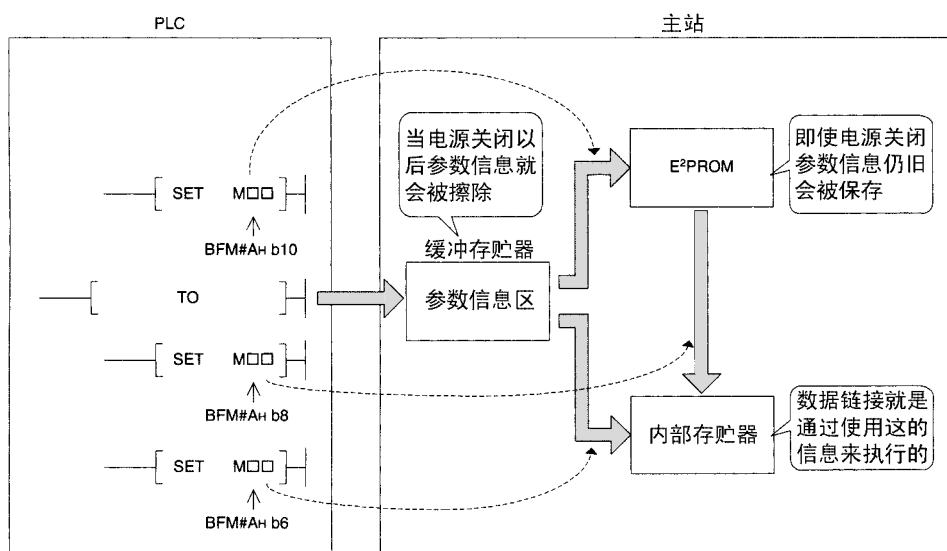 PLC
主站
当电源关闭以
后参数信息就
会被擦除
E²PROM
即使电源关闭
参数信息仍旧
会被保存
SET M□□
BFM#AH b10
缓冲存贮器
TO
参数信息区
SET M□□
BFM#AH b8
内部存贮器
数据链接就是
通过使用这的
信息来执行的
SET M□□
BFM#AH b6